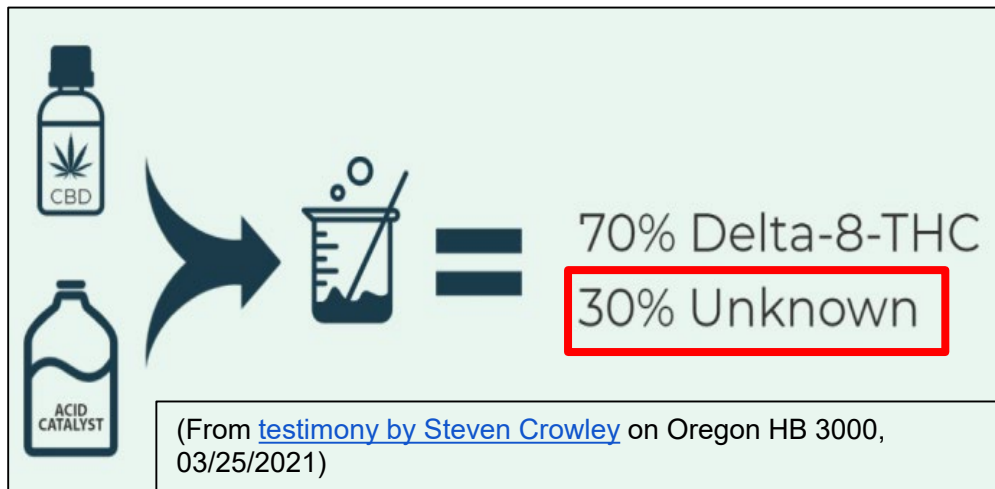 CBD
ACID
CATALYST
70% Delta-8-THC
30% Unknown
(From testimony by Steven Crowley on Oregon HB 3000,
03/25/2021)